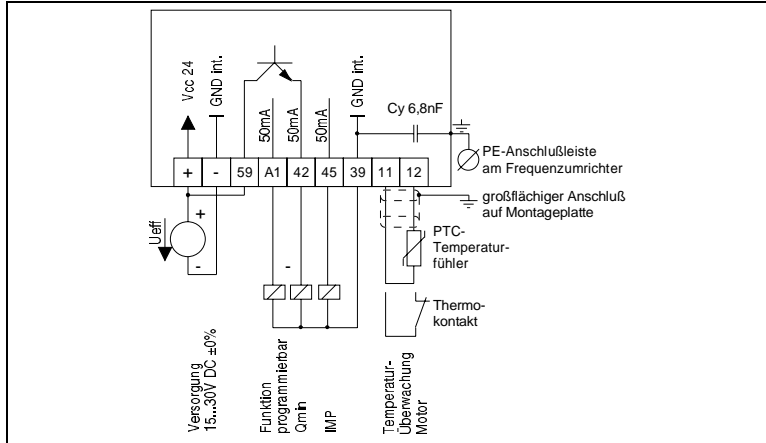 Vcc 24
GND int.
50mA
50mA
50mA
GND int.
Cy 6,8nF
PE-Anschlußleiste
am Frequenzumrichter
+ - 59 A1 42 45 39 11 12
großflächiger Anschluß
auf Montageplatte
Ueff
+
-
-
PTC-
Temperatur-
fühler
Thermo-
kontakt
Versorgung
15...30V DC ±0%
Funktion
programmierbar
Qmin
IMP
Temperatur-
Überwachung
Motor